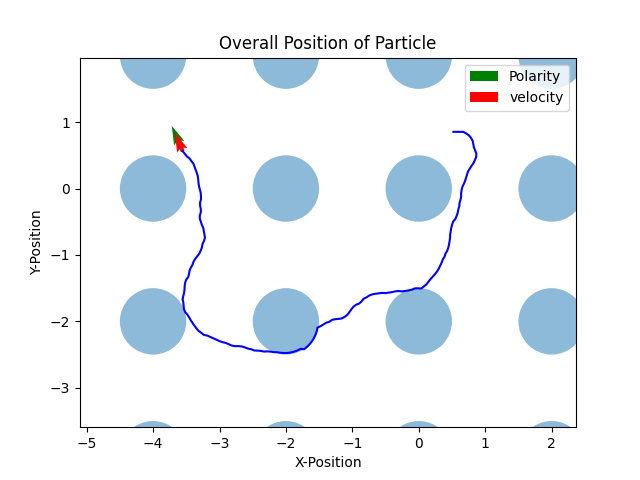 Overall Position of Particle
Polarity
velocity
1
0
−1
−2
−3
Y-Position
−5 −4 −3 −2 −1 0 1 2
X-Position